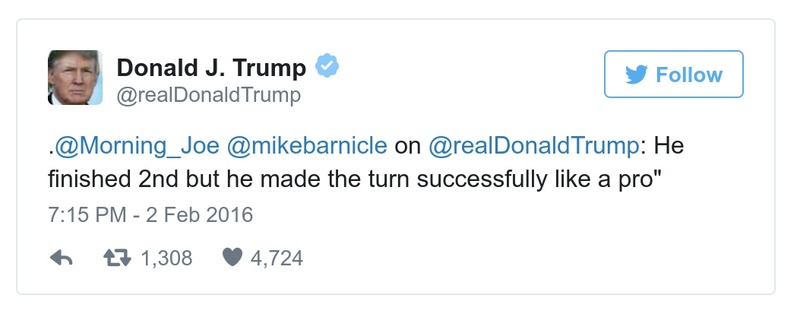 Donald J. Trump
@realDonaldTrump
Follow
.@Morning_Joe @mikebarnicle on @realDonaldTrump: He
finished 2nd but he made the turn successfully like a pro"
7:15 PM - 2 Feb 2016
1,308 4,724